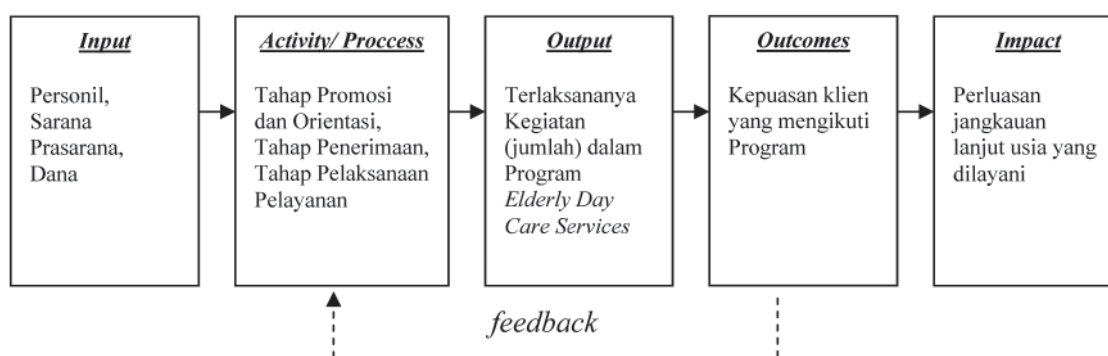 Input
Personil,
Sarana
Prasarana,
Dana
Activity/ Proccess
Tahap Promosi
dan Orientasi,
Tahap Penerimaan,
Tahap Pelaksanaan
Pelayanan
Output
Terlaksananya
Kegiatan
(jumlah) dalam
Program
Elderly Day
Care Services
Outcomes
Kepuasan klien
yang mengikuti
Program
Impact
Perluasan
jangkauan
lanjut usia yang
dilayani
feedback